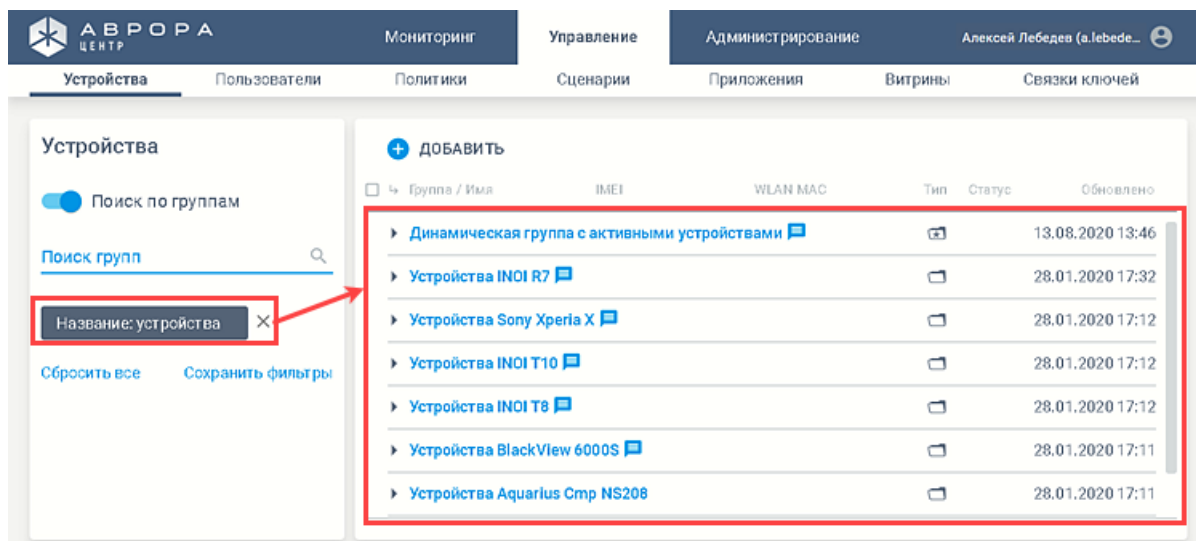 АВРОРА
ЦЕНТР
Мониторинг Управление Администрирование Алексей Лебедев (a.lebede...
Устройства Пользователи Политики Сценарии Приложения Витрины Связки ключей
Устройства
Поиск по группам
Поиск групп
Название: устройства
Сбросить все Сохранить фильтры
ДОБАВИТЬ
Группа / Имя IMEI WLAN MAC Тип Статус Обновлено
Динамическая группа с активными устройствами 13.08.2020 13:46
Устройства INOI R7 28.01.2020 17:32
Устройства Sony Xperia X 28.01.2020 17:12
Устройства INOI T10 28.01.2020 17:12
Устройства INOI T8 28.01.2020 17:12
Устройства BlackView 6000S 28.01.2020 17:11
Устройства Aquarius Cmp NS208 28.01.2020 17:11